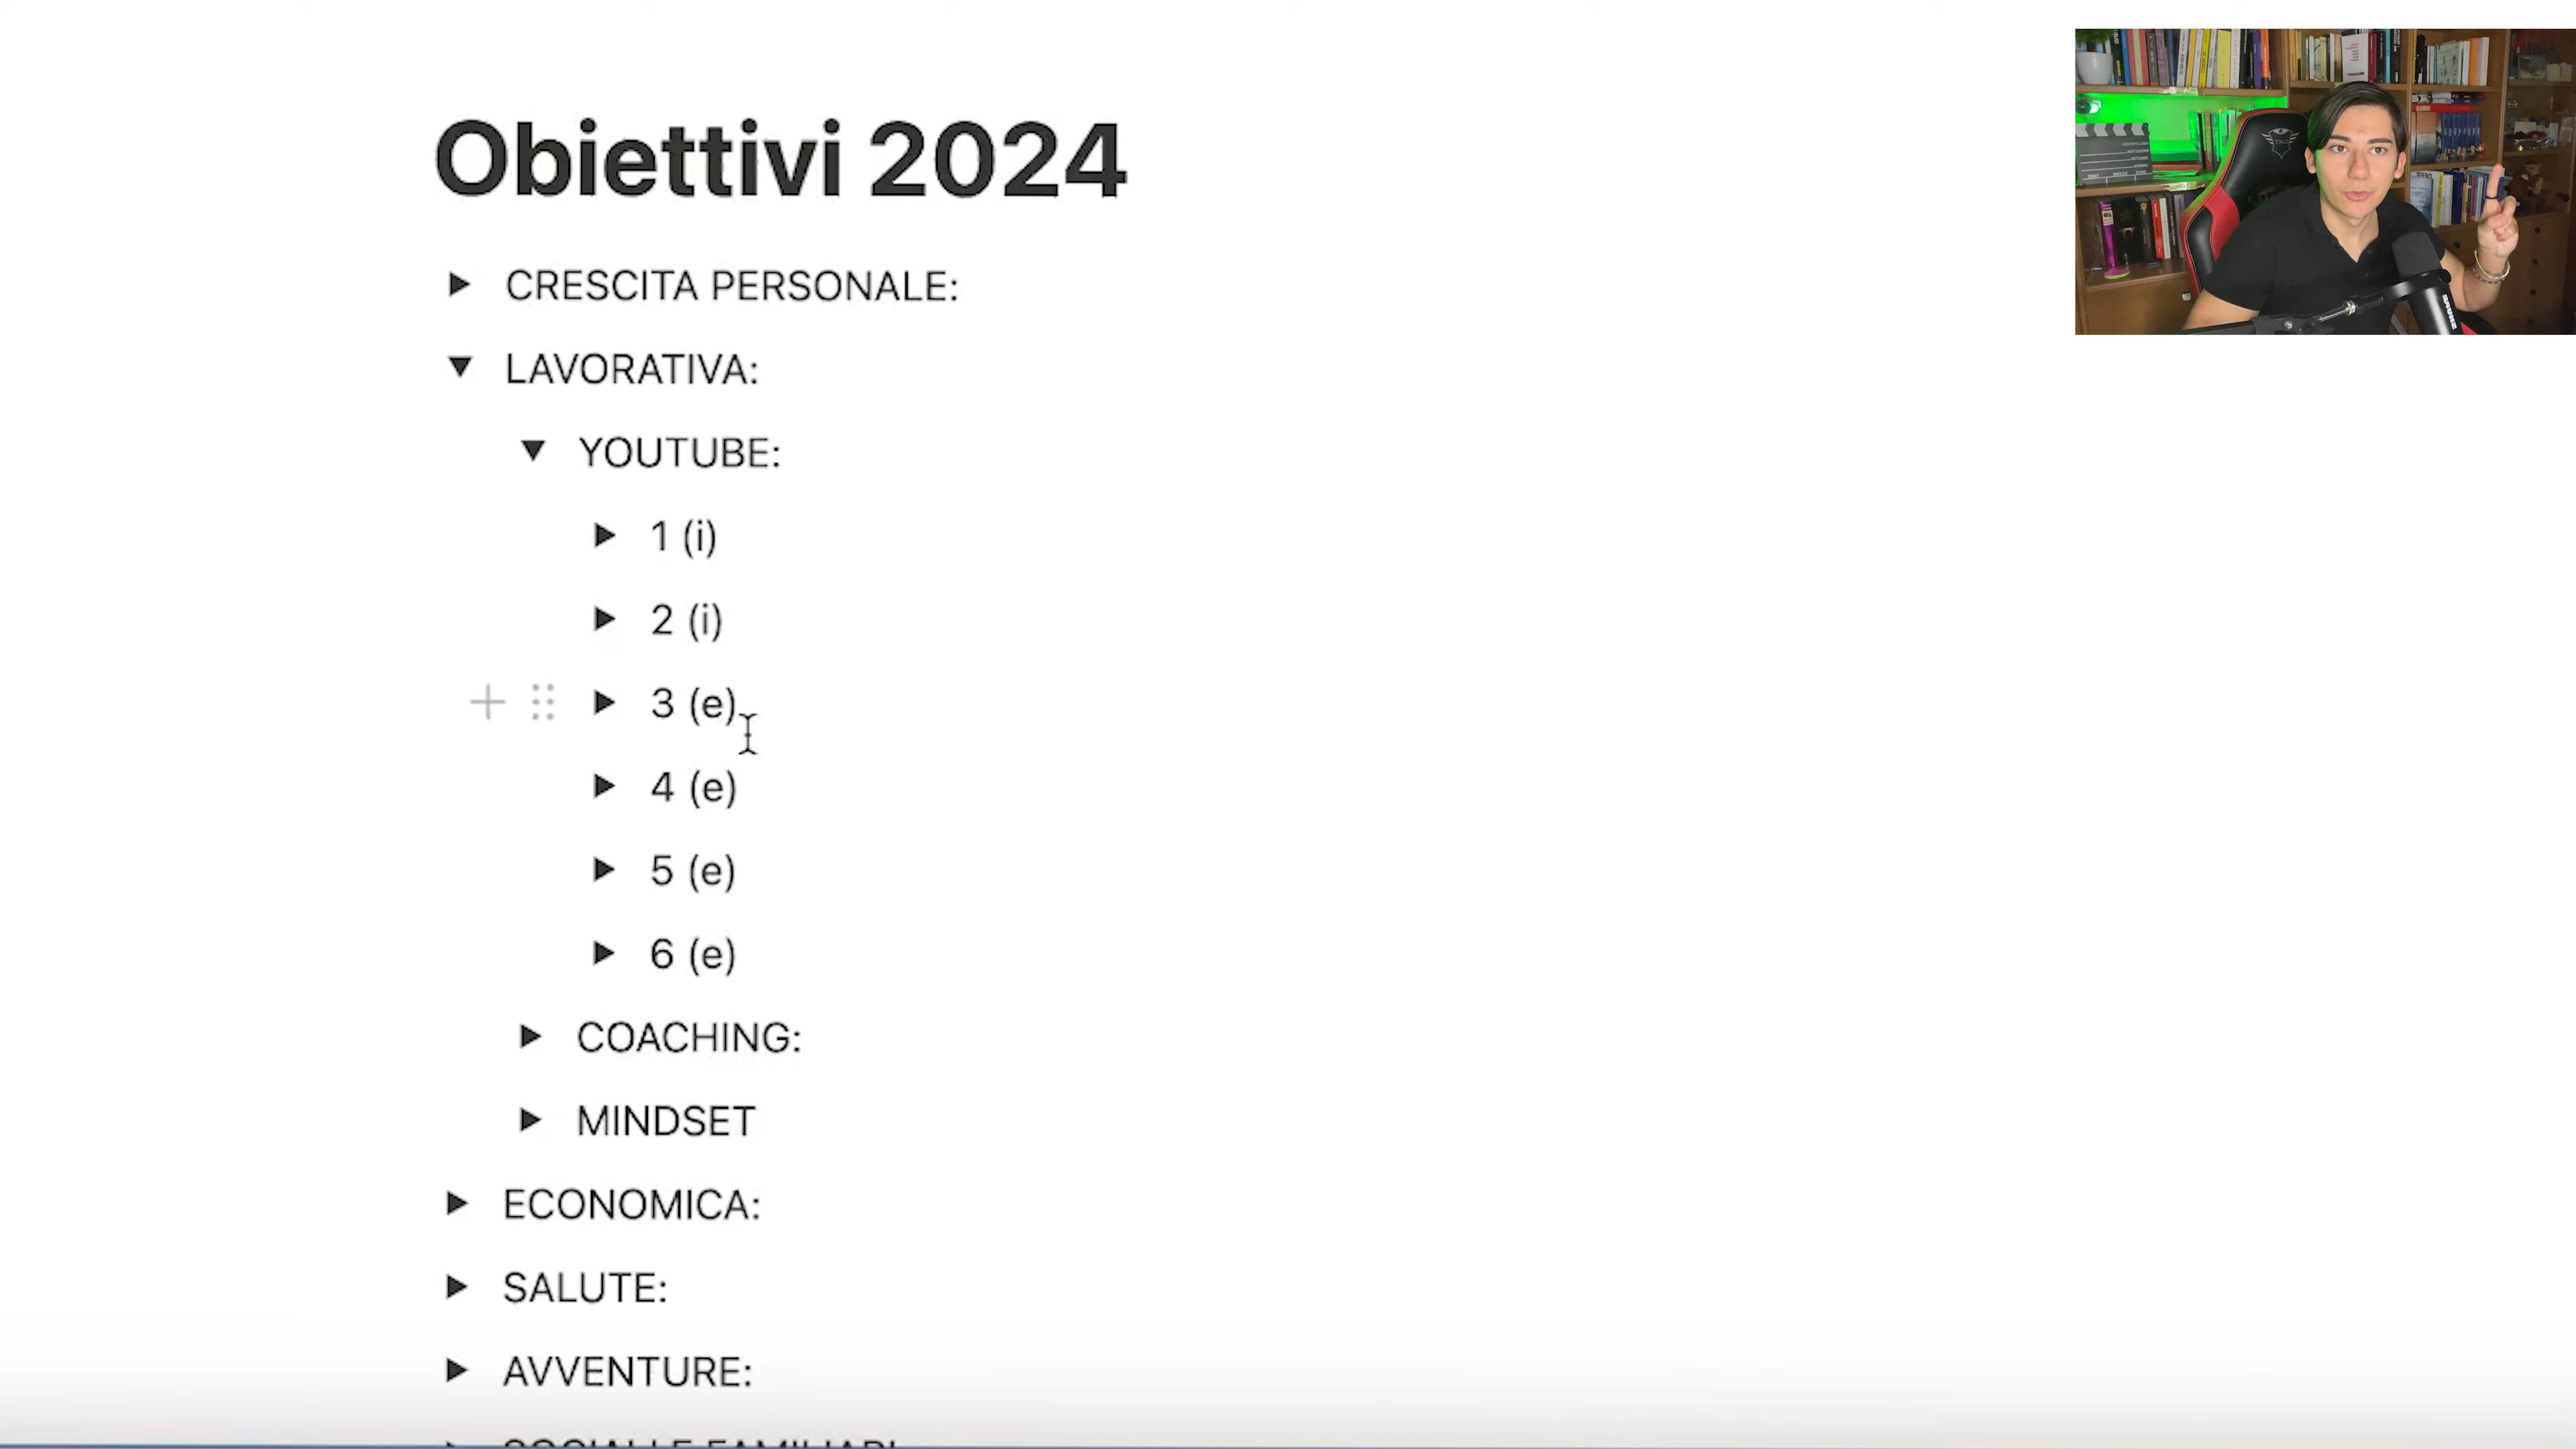 Obiettivi 2024
CRESCITA PERSONALE:
LAVORATIVA:
YOUTUBE:
1 (i)
2 (i)
3 (e)
4 (e)
5 (e)
6 (e)
COACHING:
MINDSET
ECONOMICA:
SALUTE:
AVVENTURE: